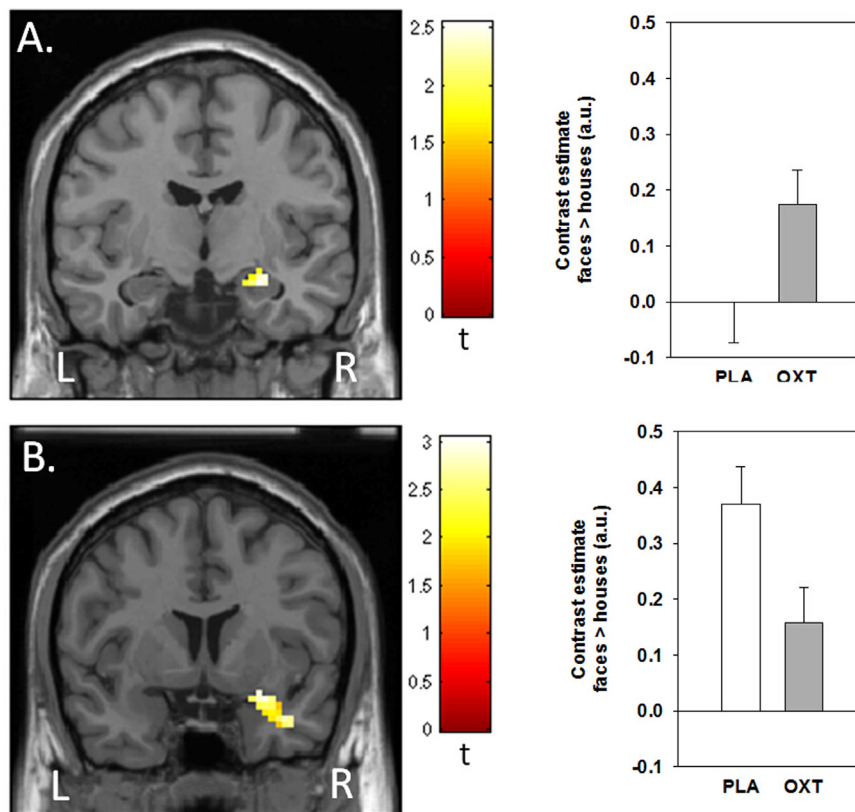 A.
L
R
2.5
2
1.5
1
0.5
0
t
Contrast estimate
faces > houses (a.u.)
0.5
0.4
0.3
0.2
0.1
0.0
-0.1
PLA
OXT
B.
L
R
3
2.5
2
1.5
1
0.5
0
t
Contrast estimate
faces > houses (a.u.)
0.5
0.4
0.3
0.2
0.1
0.0
-0.1
PLA
OXT